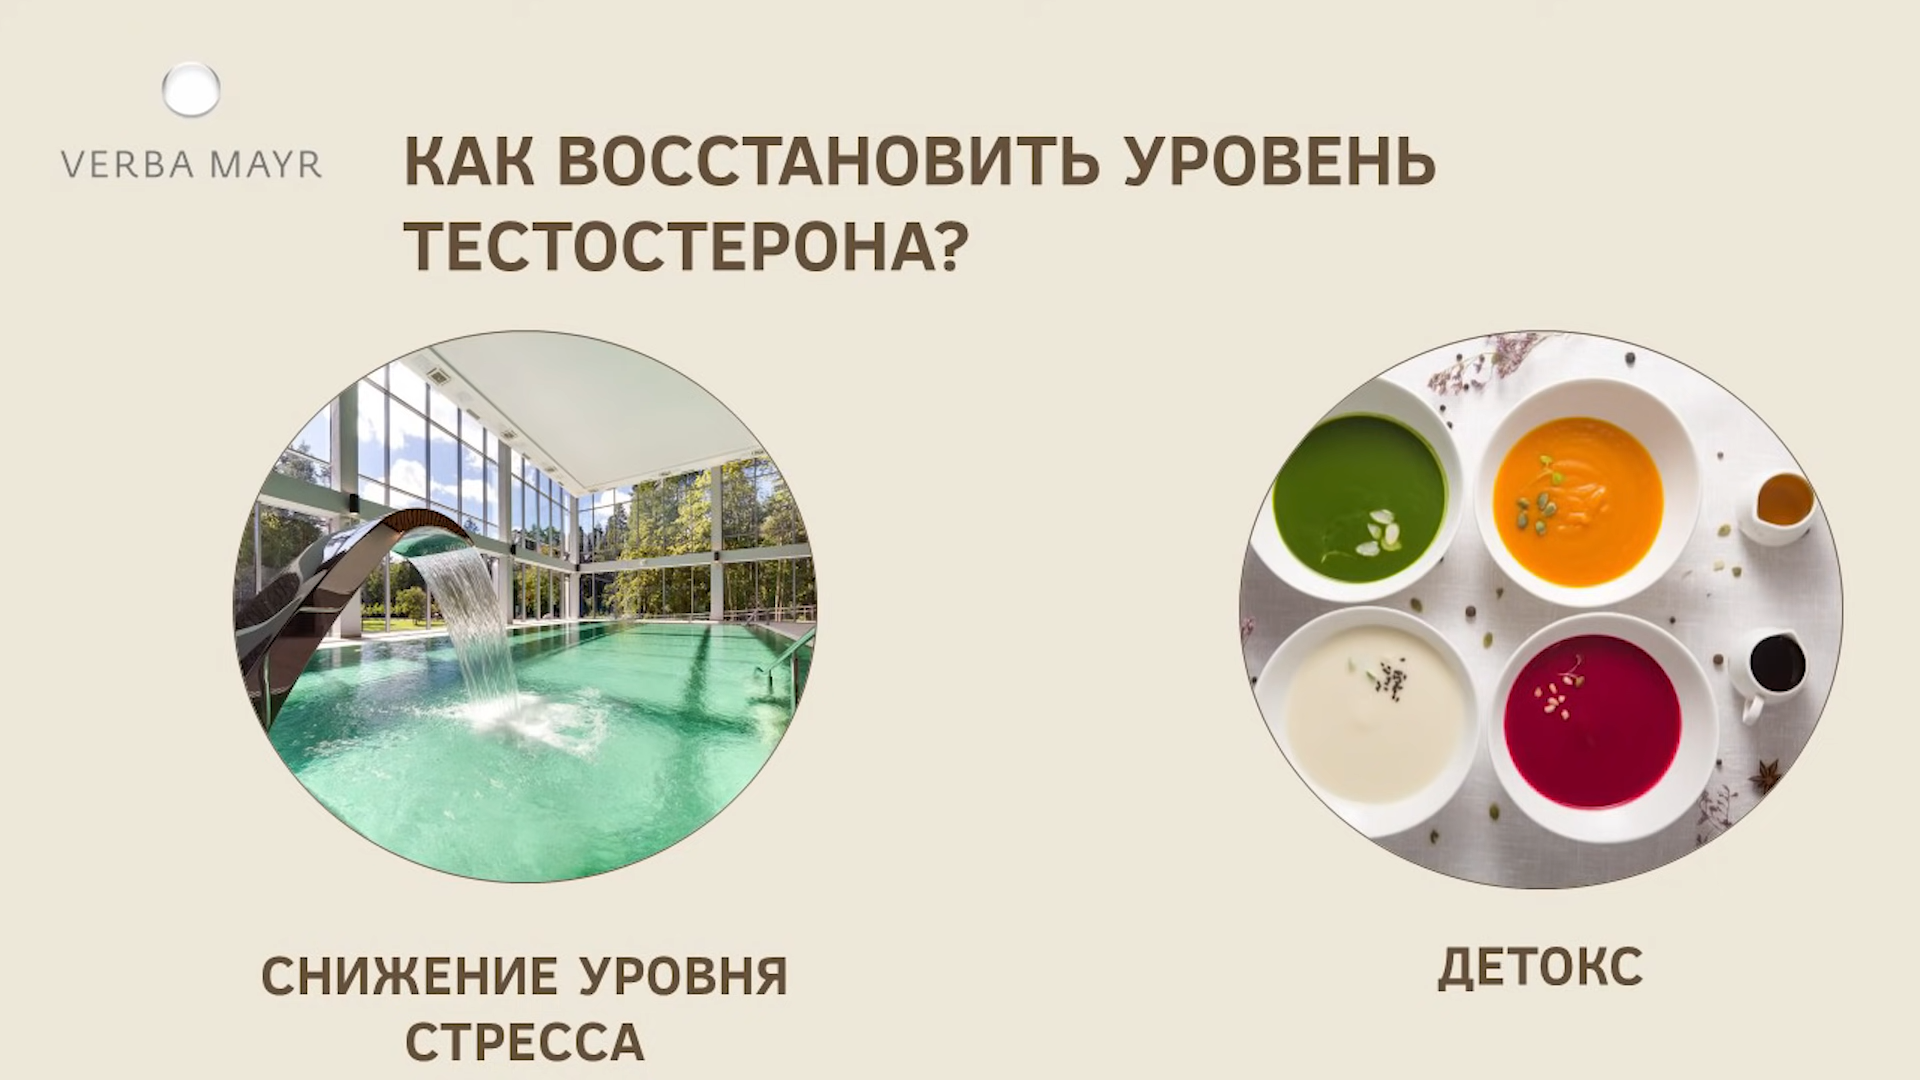 VERBA MAYR
КАК ВОССТАНОВИТЬ УРОВЕНЬ
ТЕСТОСТЕРОНА?
СНИЖЕНИЕ УРОВНЯ
СТРЕССА
ДЕТОКС